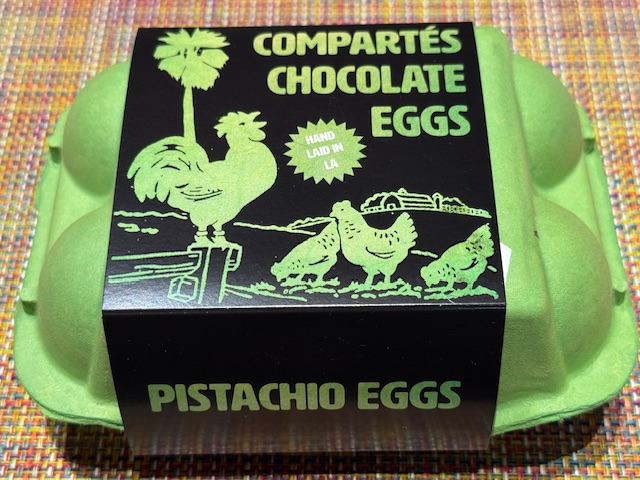 COMPARTÉS
CHOCOLATE
EGGS
HAND
LAID IN
LA
PISTACHIO EGGS